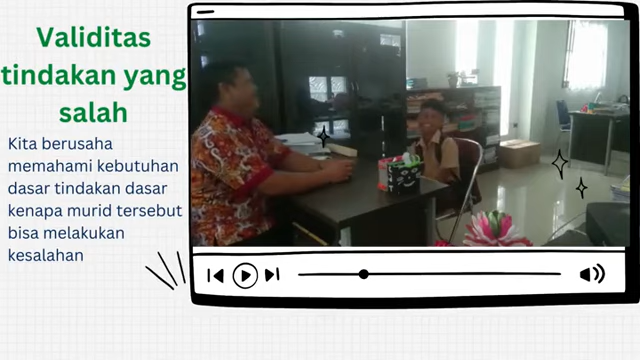 Validitas
tindakan yang
salah
Kita berusaha
memahami kebutuhan
dasar tindakan dasar
kenapa murid tersebut
bisa melakukan
kesalahan